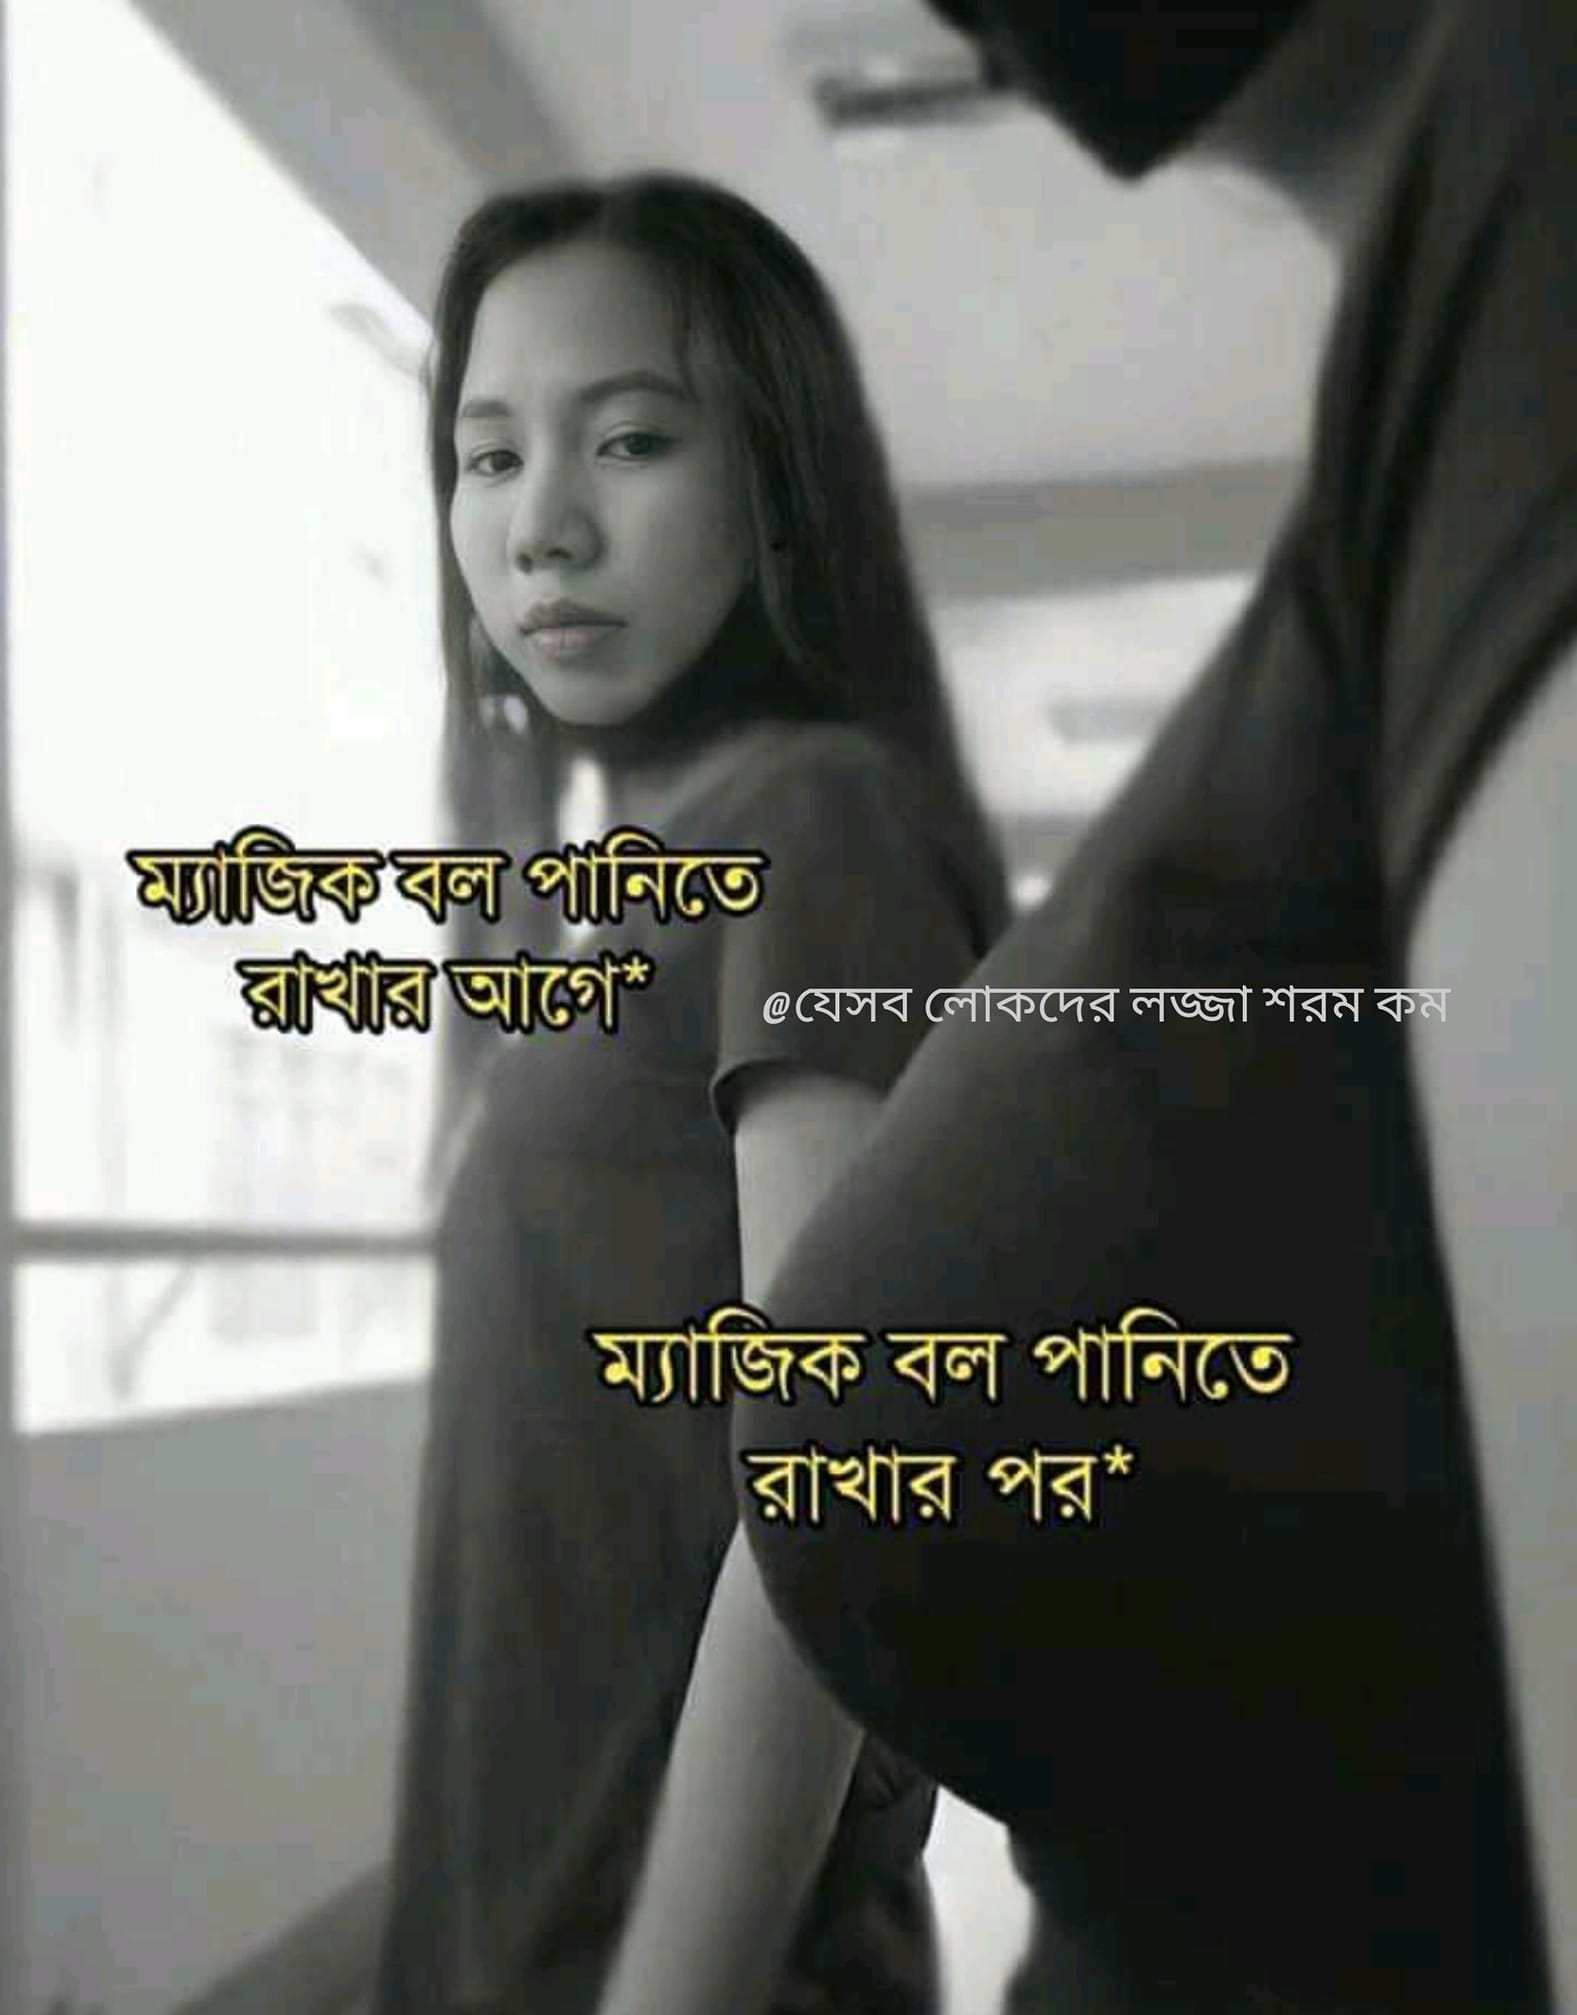 ম্যাজিক বল পানিতে
রাখার আগে*
@যেসব লোকদের লজ্জা শরম কম
ম্যাজিক বল পানিতে
রাখার পর*